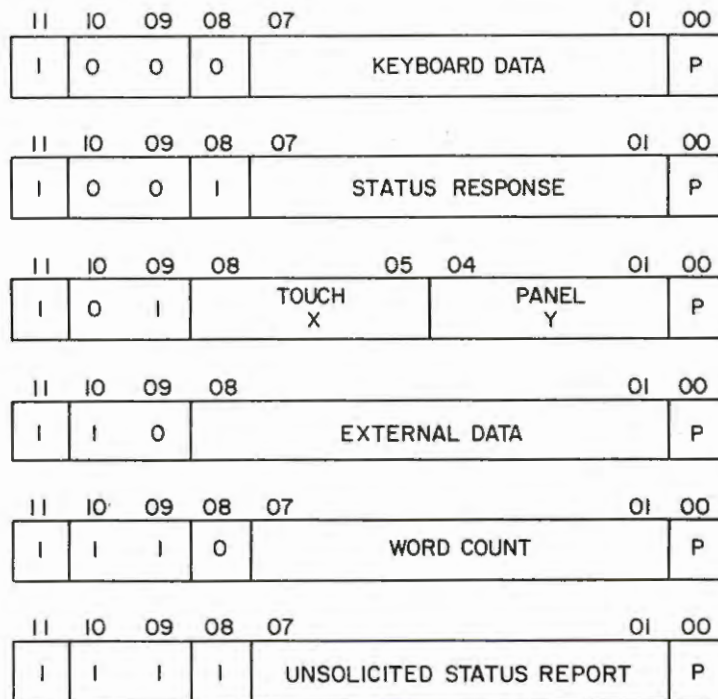 11 10 09 08 07 01 00
1 0 0 0 KEYBOARD DATA P
11 10 09 08 07 01 00
1 0 0 1 STATUS RESPONSE P
11 10 09 08 05 04 01 00
1 0 1 TOUCH X PANEL Y P
11 10 09 08 01 00
1 1 0 EXTERNAL DATA P
11 10 09 08 07 01 00
1 1 1 0 WORD COUNT P
11 10 09 08 07 01 00
1 1 1 1 UNSOLICITED STATUS REPORT P